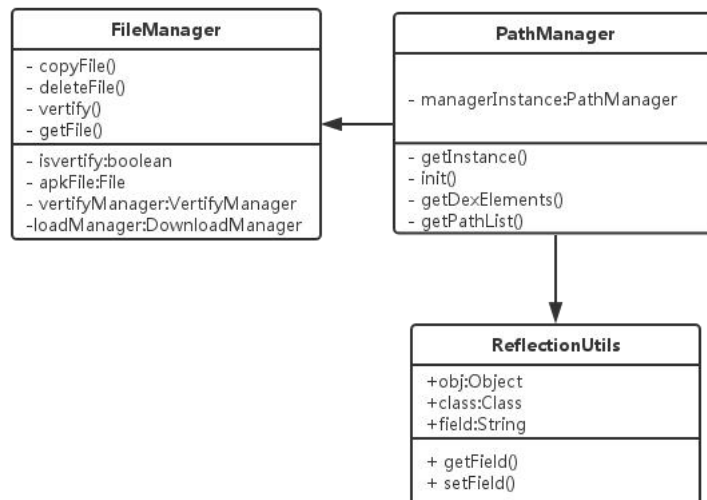 FileManager
- copyFile()
- deleteFile()
- vertify()
- getFile()
- isvertify:boolean
- apkFile:File
- vertifyManager:VertifyManager
-loadManager:DownloadManager
PathManager
- managerInstance:PathManager
- getInstance()
- init()
- getDexElements()
- getPathList()
ReflectionUtils
+obj:Object
+class:Class
+field:String
+ getField()
+ setField()